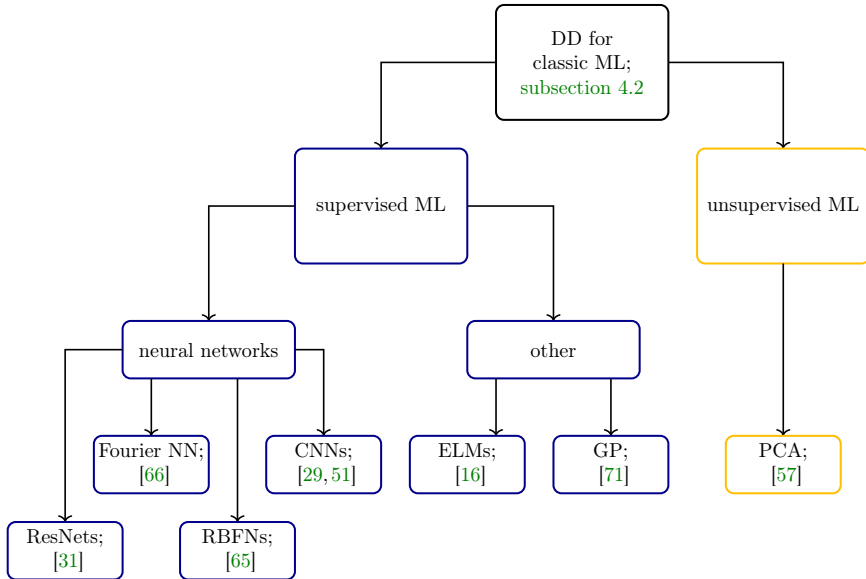 DD for
classic ML;
subsection 4.2
supervised ML
unsupervised ML
neural networks
other
Fourier NN;
[66]
CNNs;
[29, 51]
ELMs;
[16]
GP;
[71]
PCA;
[57]
ResNets;
[31]
RBFNs;
[65]